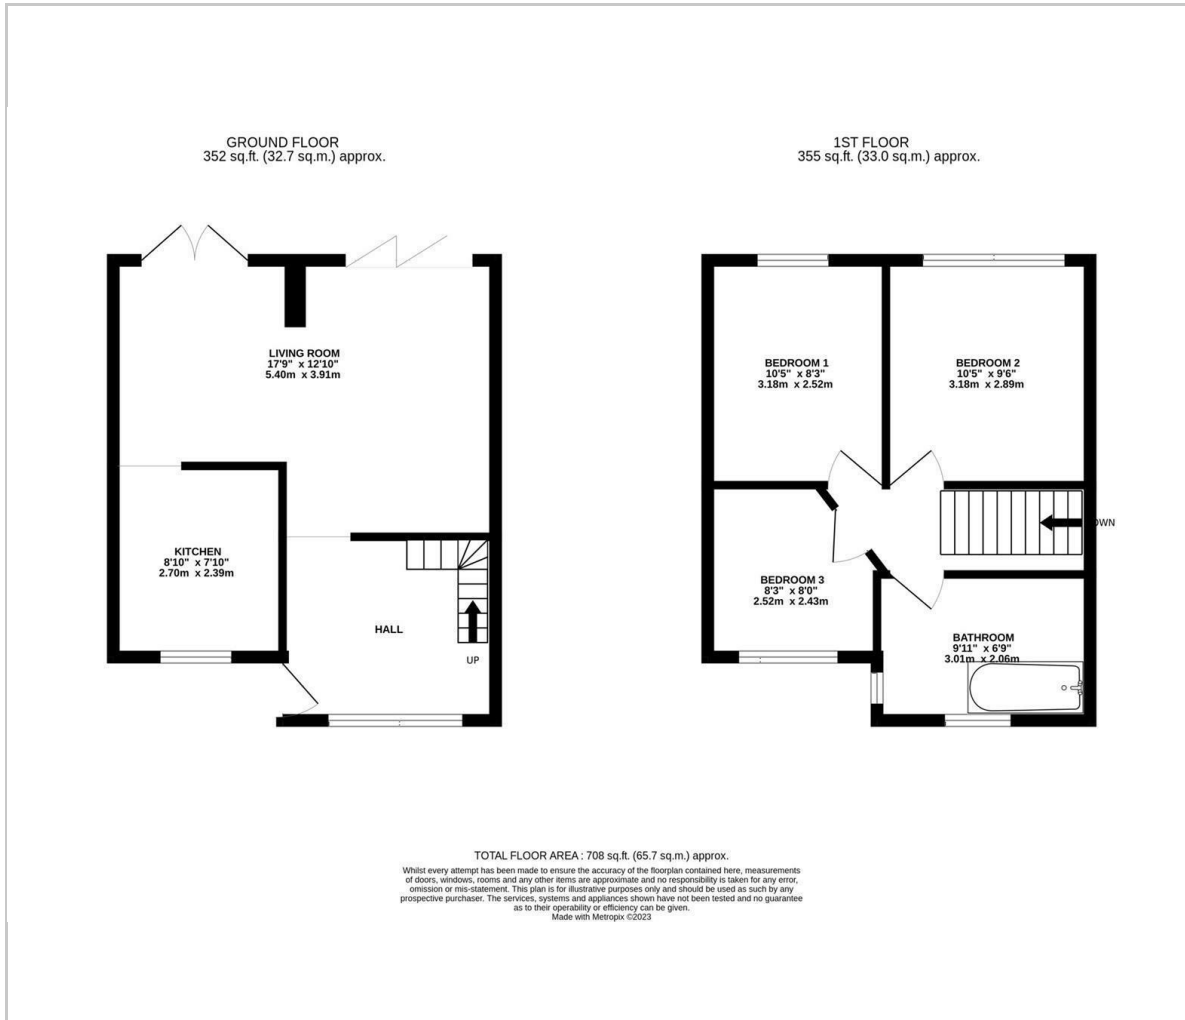 GROUND FLOOR
352 sq.ft. (32.7 sq.m.) approx.
1ST FLOOR
355 sq.ft. (33.0 sq.m.) approx.
LIVING ROOM
17'9" x 12'10"
5.40m x 3.91m
KITCHEN
8'10" x 7'10"
2.70m x 2.39m
HALL
UP
BEDROOM 1
10'5" x 8'3"
3.18m x 2.52m
BEDROOM 2
10'5" x 9'6"
3.18m x 2.89m
OWN
BEDROOM 3
8'3" x 8'0"
2.52m x 2.43m
BATHROOM
9'11" x 6'9"
3.01m x 2.06m
TOTAL FLOOR AREA : 708 sq.ft. (65.7 sq.m.) approx.
Whilst every attempt has been made to ensure the accuracy of the floorplan contained here, measurements
of doors, windows, rooms and any other items are approximate and no responsibility is taken for any error,
omission or mis-statement. This plan is for illustrative purposes only and should be used as such by any
prospective purchaser. The services, systems and appliances shown have not been tested and no guarantee
as to their operability or efficiency can be given.
Made with Metropix ©2023